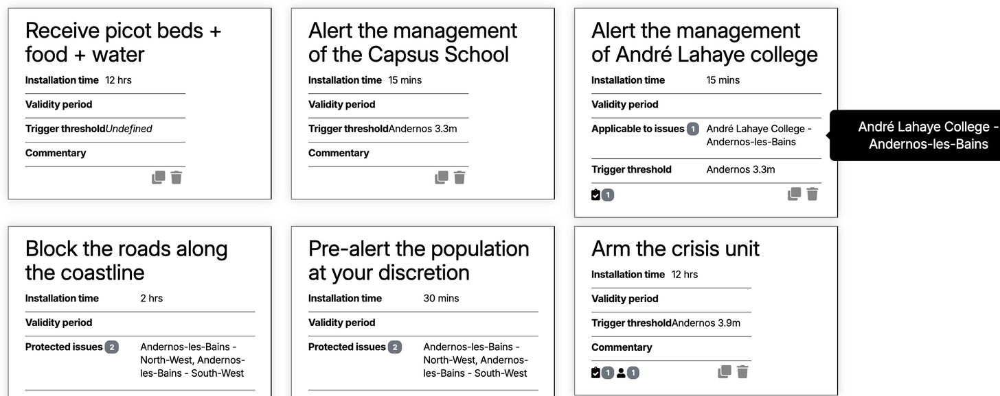 Receive picot beds +
food + water
Installation time 12 hrs
Validity period
Trigger threshold Undefined
Commentary
Alert the management
of the Capsus School
Installation time 15 mins
Validity period
Trigger threshold Andernos 3.3m
Commentary
Alert the management
of André Lahaye college
Installation time 15 mins
Validity period
Applicable to issues 1 André Lahaye College -
Andernos-les-Bains
Trigger threshold Andernos 3.3m
1
André Lahaye College -
Andernos-les-Bains
Block the roads along
the coastline
Installation time 2 hrs
Validity period
Protected issues 2 Andernos-les-Bains -
North-West, Andernos-
les-Bains - South-West
Pre-alert the population
at your discretion
Installation time 30 mins
Validity period
Protected issues 2 Andernos-les-Bains -
North-West, Andernos-
les-Bains - South-West
Arm the crisis unit
Installation time 12 hrs
Validity period
Trigger threshold Andernos 3.9m
Commentary
1 1